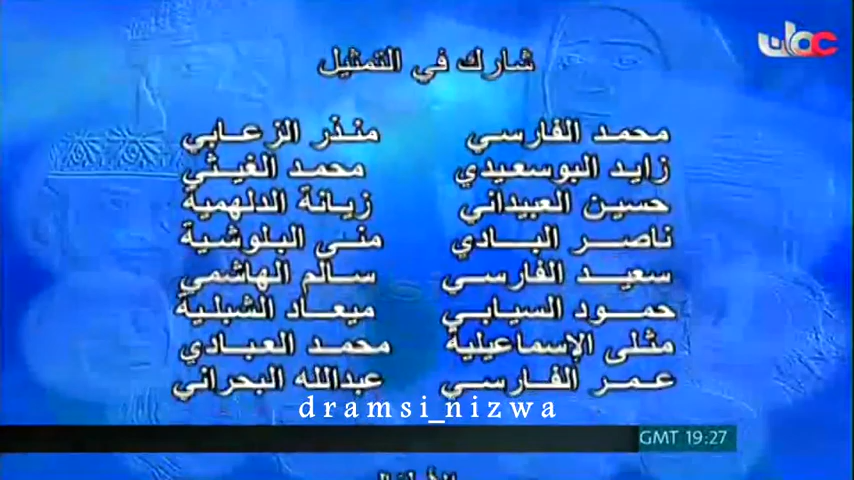 عمان
شارك في التمثيل
محمد الفارسي منذر الزعابي
زايد البوسعيدي محمد الغيثي
حسين العبيداني زيانة الدلهمية
ناصر البادي منى البلوشية
سعيد الفارسي سالم الهاشمي
حمود السيابي ميعاد الشبلية
مثلى الإسماعيلية محمد العبادي
عمر الفارسي عبدالله البحراني
dramsi_nizwa
GMT 19:27